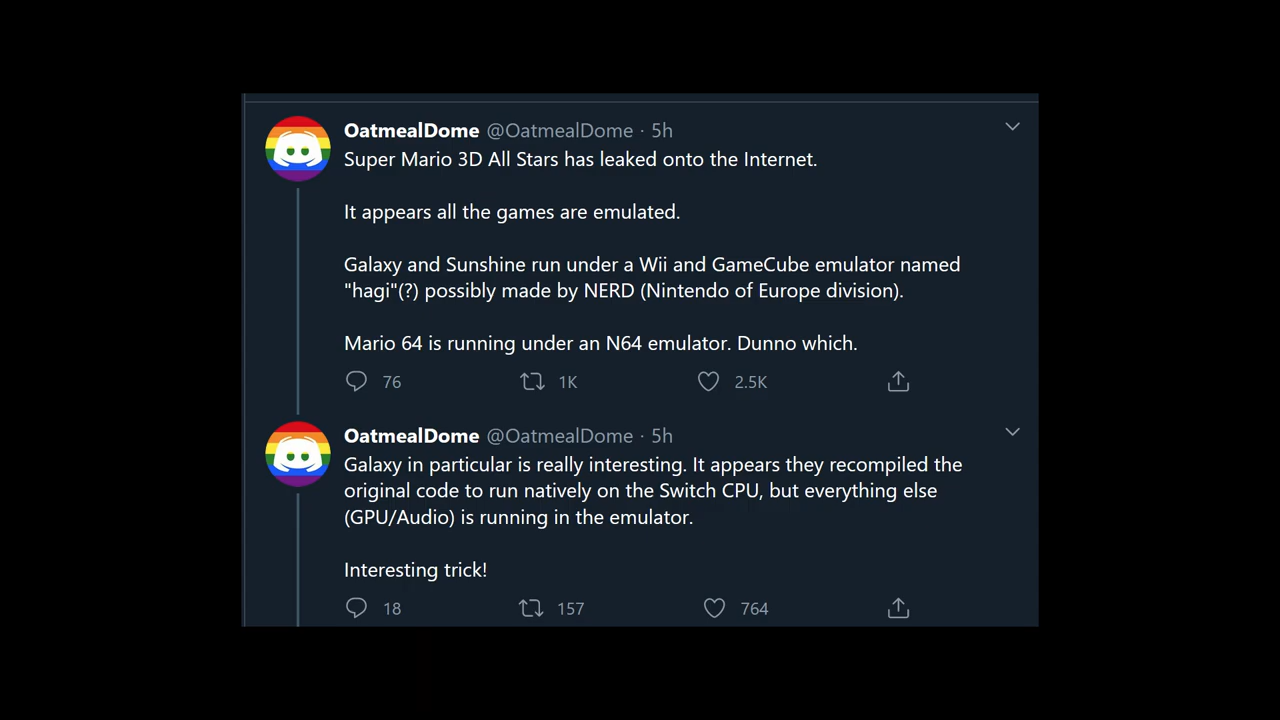 OatmealDome @OatmealDome · 5h
Super Mario 3D All Stars has leaked onto the Internet.
It appears all the games are emulated.
Galaxy and Sunshine run under a Wii and GameCube emulator named
"hagi"(?) possibly made by NERD (Nintendo of Europe division).
Mario 64 is running under an N64 emulator. Dunno which.
76 1K 2.5K
OatmealDome @OatmealDome · 5h
Galaxy in particular is really interesting. It appears they recompiled the
original code to run natively on the Switch CPU, but everything else
(GPU/Audio) is running in the emulator.
Interesting trick!
18 157 764